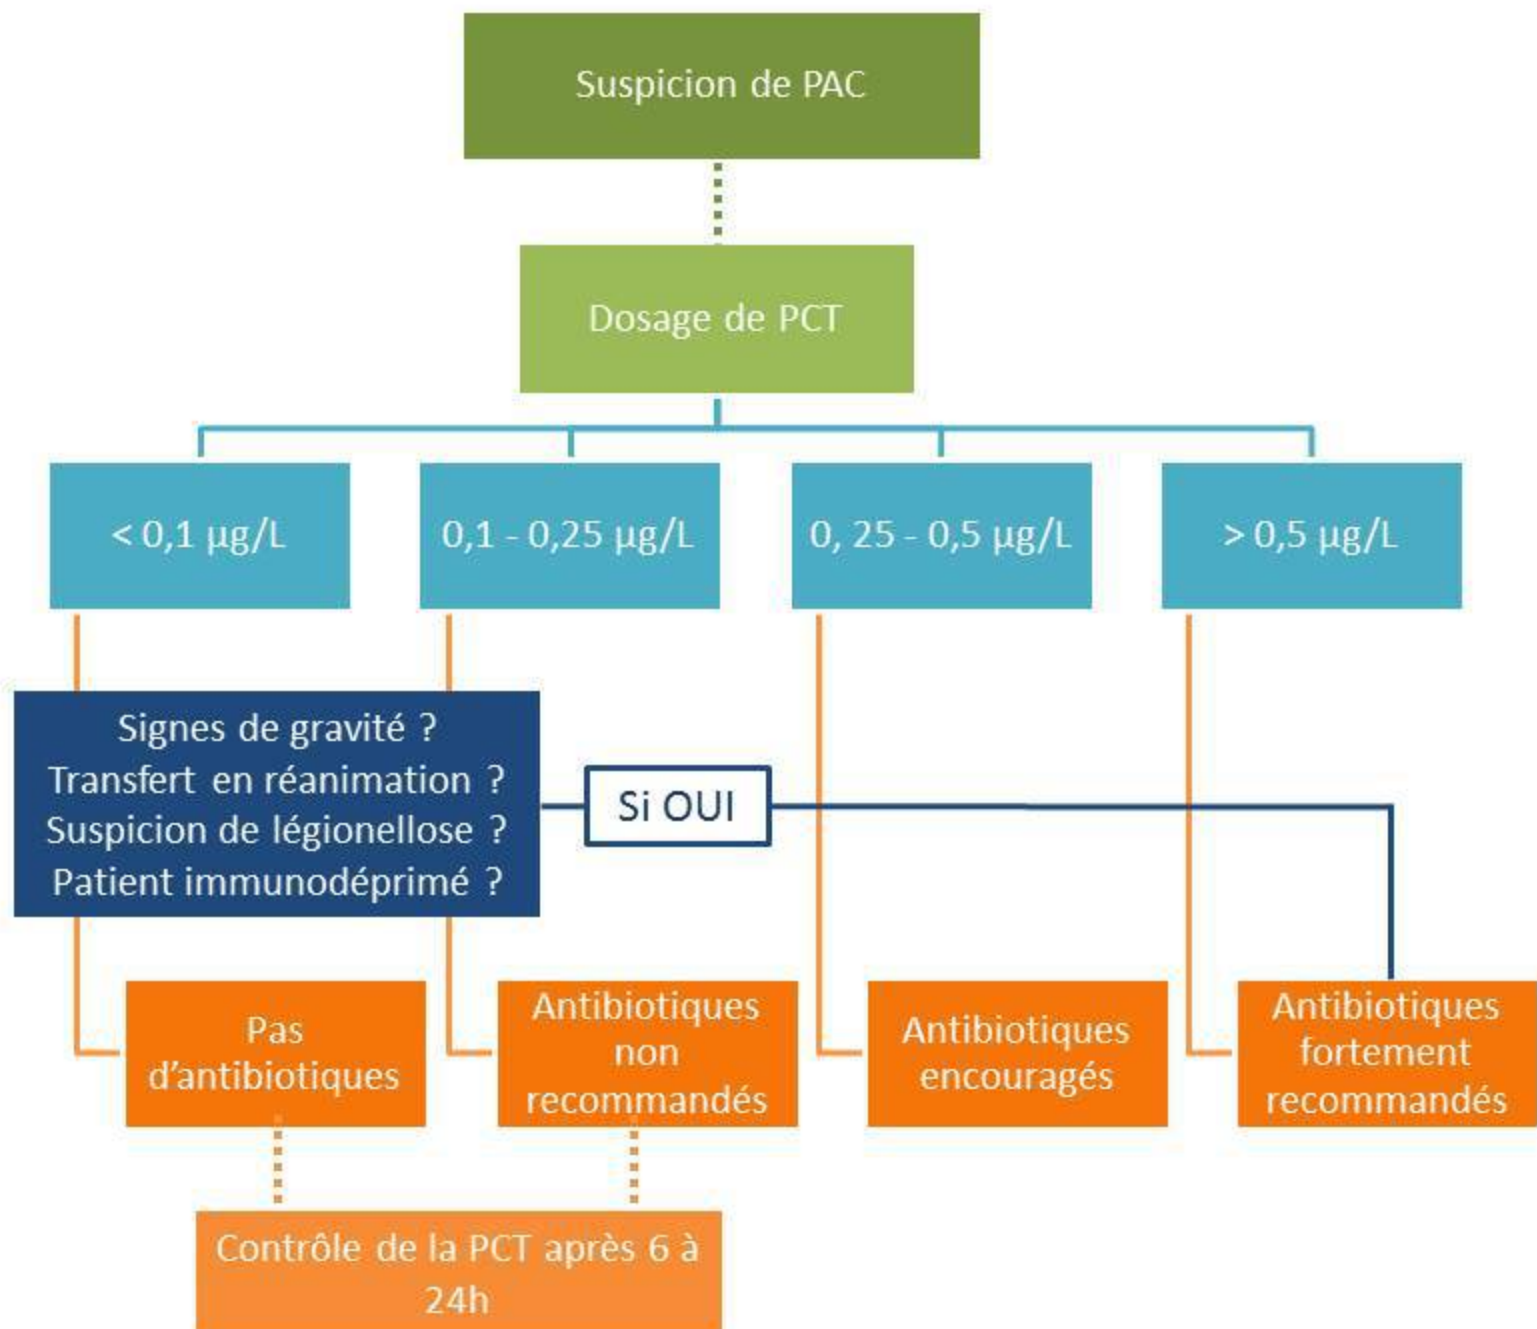 Suspicion de PAC
Dosage de PCT
< 0,1 µg/L
0,1 - 0,25 µg/L
0, 25 - 0,5 µg/L
> 0,5 µg/L
Signes de gravité ?
Transfert en réanimation ?
Suspicion de légionellose ?
Patient immunodéprimé ?
Si OUI
Pas
d’antibiotiques
Antibiotiques
non
recommandés
Antibiotiques
encouragés
Antibiotiques
fortement
recommandés
Contrôle de la PCT après 6 à
24h